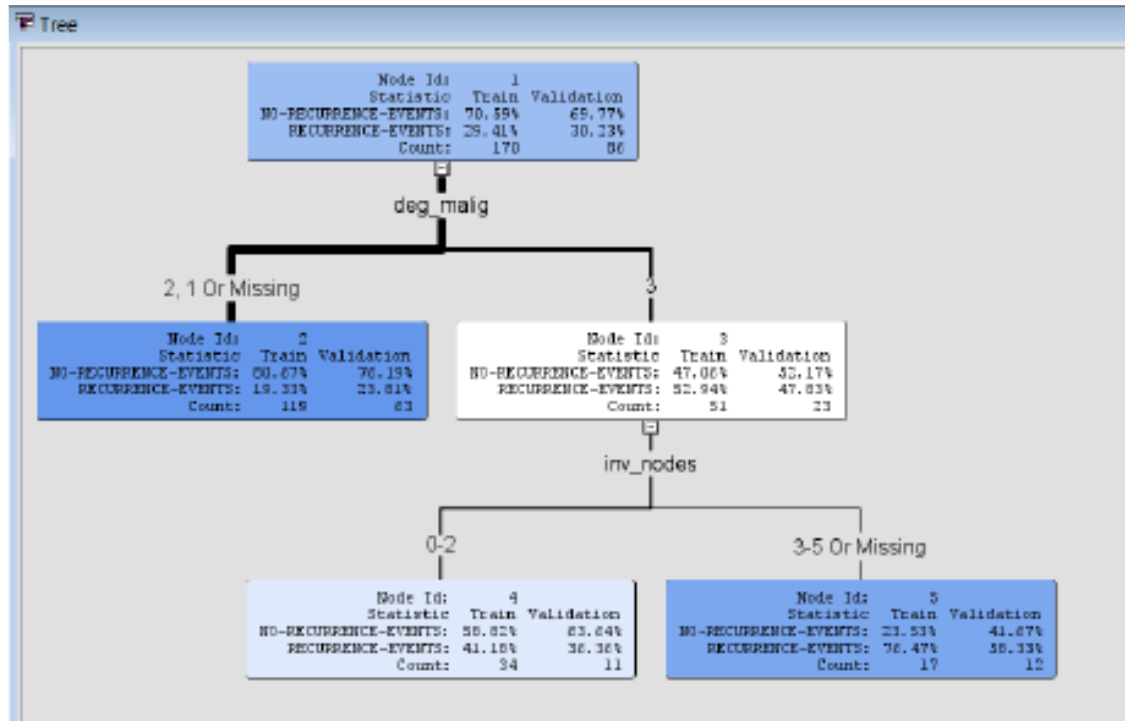 Tree
Node Id: 1
Statistic Train Validation
NO-RECURRENCE-EVENTS: 70.59% 69.77%
RECURRENCE-EVENTS: 29.41% 30.23%
Count: 170 86
deg_malig
2, 1 Or Missing
3
Node Id: 2
Statistic Train Validation
NO-RECURRENCE-EVENTS: 80.67% 76.19%
RECURRENCE-EVENTS: 19.33% 23.81%
Count: 119 63
Node Id: 3
Statistic Train Validation
NO-RECURRENCE-EVENTS: 47.06% 52.17%
RECURRENCE-EVENTS: 52.94% 47.83%
Count: 51 23
inv_nodes
0-2
3-5 Or Missing
Node Id: 4
Statistic Train Validation
NO-RECURRENCE-EVENTS: 58.82% 63.64%
RECURRENCE-EVENTS: 41.18% 36.36%
Count: 34 11
Node Id: 5
Statistic Train Validation
NO-RECURRENCE-EVENTS: 23.53% 41.67%
RECURRENCE-EVENTS: 76.47% 58.33%
Count: 17 12